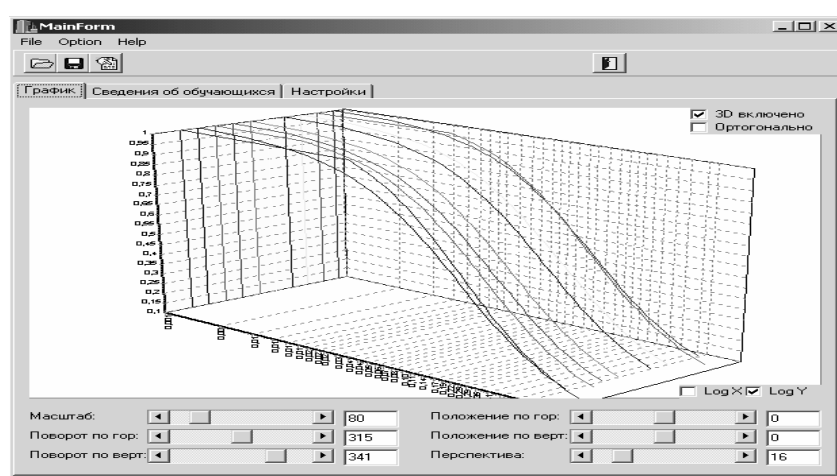 MainForm
File Option Help
График Сведения об обучающихся Настройки
3D включено
Ортогонально
1
0,95
0,9
0,85
0,8
0,75
0,7
0,65
0,6
0,55
0,5
0,45
0,4
0,35
0,3
0,25
0,2
0,15
0,1
Log X Log Y
Масштаб: 80 Положение по гор: 0
Поворот по гор: 315 Положение по верт: 0
Поворот по верт: 341 Перспектива: 16